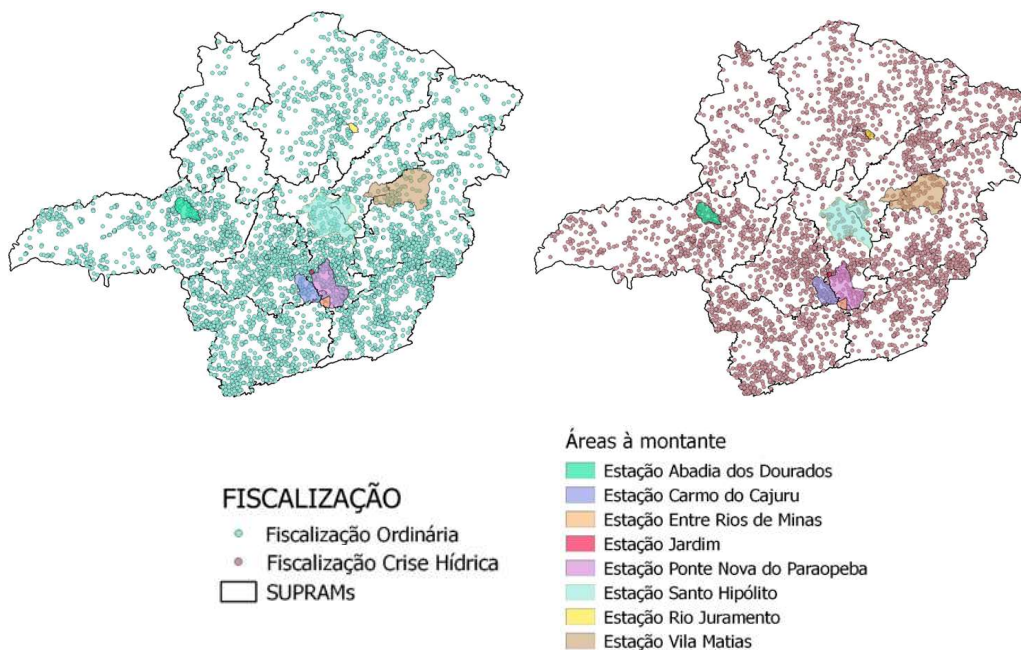 FISCALIZAÇÃO
Fiscalização Ordinária
Fiscalização Crise Hídrica
SUPRAMs
Áreas à montante
Estação Abadia dos Dourados
Estação Carmo do Cajuru
Estação Entre Rios de Minas
Estação Jardim
Estação Ponte Nova do Paraopeba
Estação Santo Hipólito
Estação Rio Juramento
Estação Vila Matias